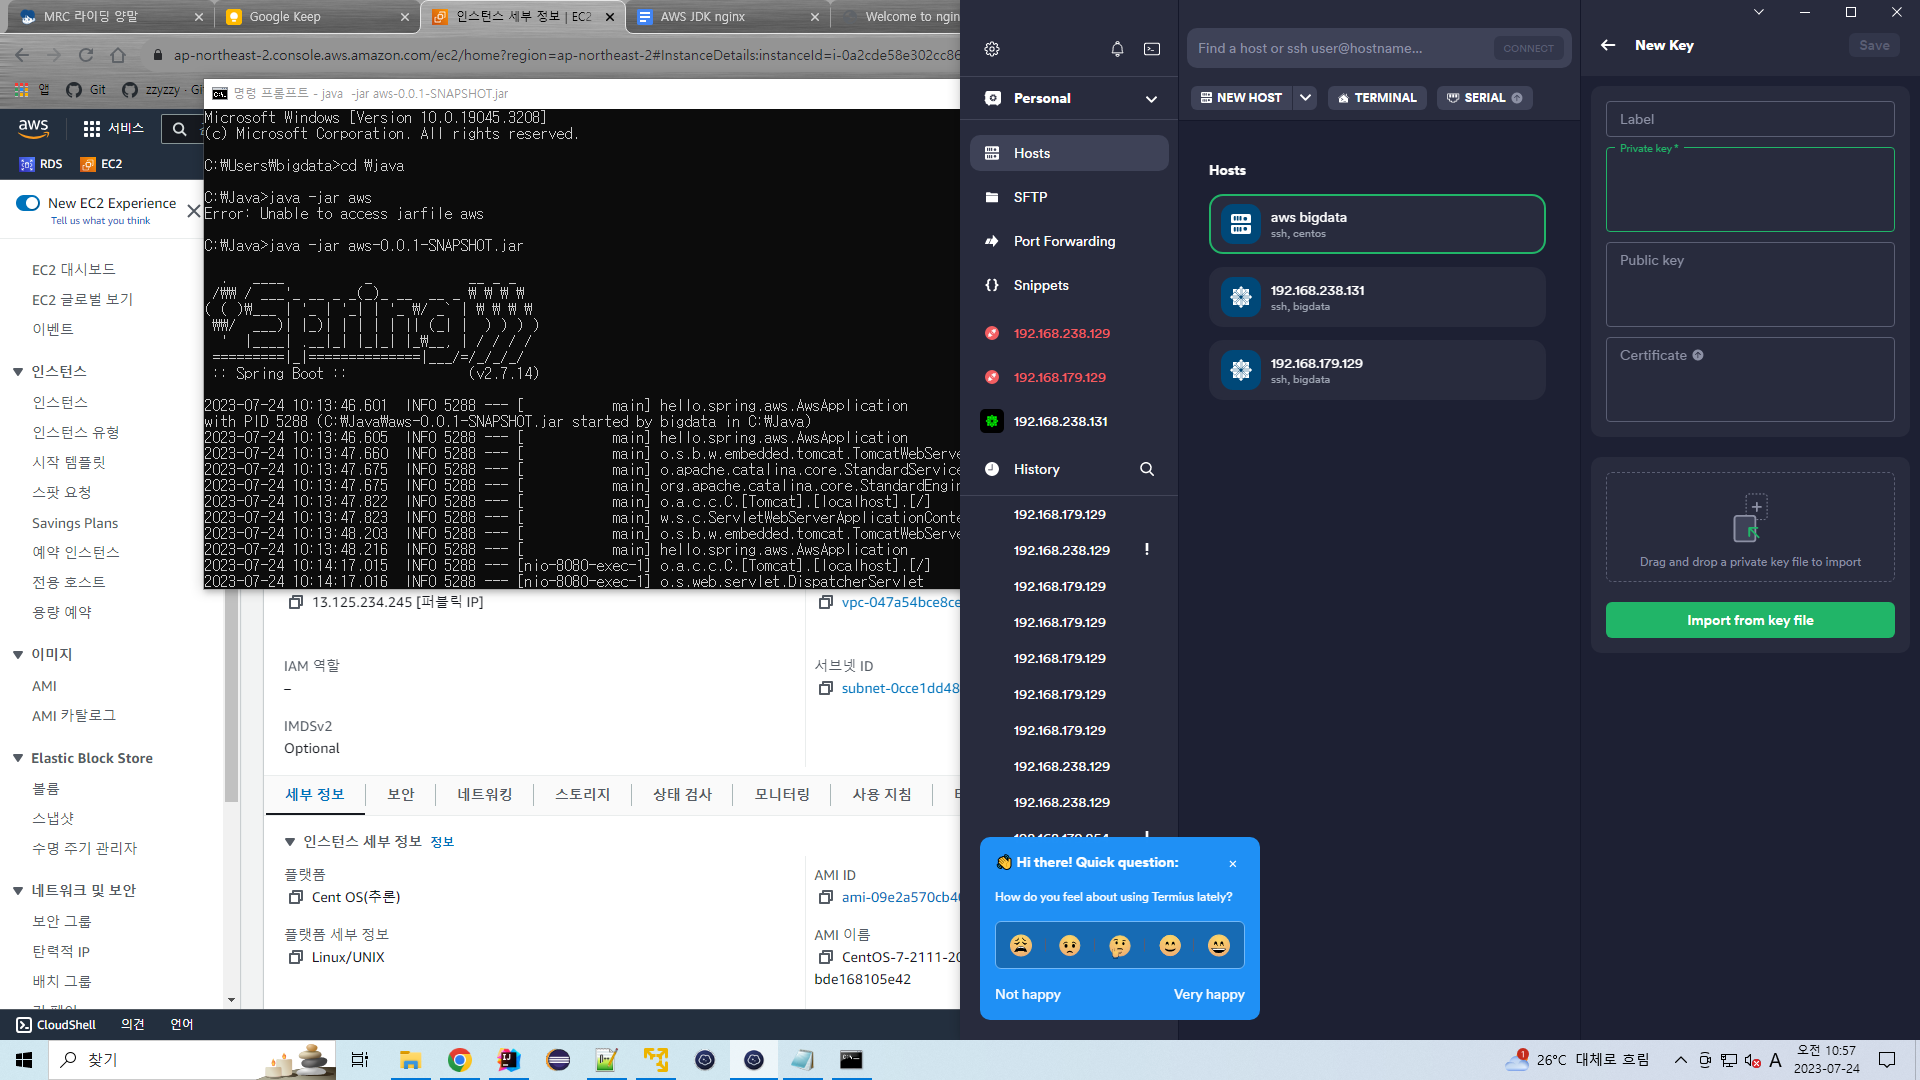 MRC 라이딩 양말
Google Keep
인스턴스 세부 정보 | EC2
AWS JDK nginx
Welcome to ngin
ap-northeast-2.console.aws.amazon.com/ec2/home?region=ap-northeast-2#InstanceDetails:instanceId=i-0a2cde58e302cc86
앱
Git
zzyzzy · Gi
aws
서비스
RDS
EC2
New EC2 Experience
Tell us what you think
EC2 대시보드
EC2 글로벌 보기
이벤트
인스턴스
인스턴스
인스턴스 유형
시작 템플릿
스팟 요청
Savings Plans
예약 인스턴스
전용 호스트
용량 예약
이미지
AMI
AMI 카탈로그
Elastic Block Store
볼륨
스냅샷
수명 주기 관리자
네트워크 및 보안
보안 그룹
탄력적 IP
배치 그룹
명령 프롬프트 - java  -jar aws-0.0.1-SNAPSHOT.jar
Microsoft Windows [Version 10.0.19045.3208]
(c) Microsoft Corporation. All rights reserved.
C:₩Users₩bigdata>cd ₩java
C:₩Java>java -jar aws
Error: Unable to access jarfile aws
C:₩Java>java -jar aws-0.0.1-SNAPSHOT.jar
:: Spring Boot ::                (v2.7.14)
2023-07-24 10:13:46.601  INFO 5288 --- [           main] hello.spring.aws.AwsApplication
with PID 5288 (C:₩Java₩aws-0.0.1-SNAPSHOT.jar started by bigdata in C:₩Java)
2023-07-24 10:13:46.605  INFO 5288 --- [           main] hello.spring.aws.AwsApplication
2023-07-24 10:13:47.660  INFO 5288 --- [           main] o.s.b.w.embedded.tomcat.TomcatWebServe
2023-07-24 10:13:47.675  INFO 5288 --- [           main] o.apache.catalina.core.StandardService
2023-07-24 10:13:47.675  INFO 5288 --- [           main] org.apache.catalina.core.StandardEngin
2023-07-24 10:13:47.822  INFO 5288 --- [           main] o.a.c.c.C.[Tomcat].[localhost].[/]
2023-07-24 10:13:47.823  INFO 5288 --- [           main] w.s.c.ServletWebServerApplicationConte
2023-07-24 10:13:48.203  INFO 5288 --- [           main] o.s.b.w.embedded.tomcat.TomcatWebServe
2023-07-24 10:13:48.216  INFO 5288 --- [           main] hello.spring.aws.AwsApplication
2023-07-24 10:14:17.015  INFO 5288 --- [nio-8080-exec-1] o.a.c.c.C.[Tomcat].[localhost].[/]
2023-07-24 10:14:17.016  INFO 5288 --- [nio-8080-exec-1] o.s.web.servlet.DispatcherServlet
13.125.234.245 [퍼블릭 IP]
vpc-047a54bce8ce
IAM 역할
–
서브넷 ID
subnet-0cce1dd48
IMDSv2
Optional
세부 정보
보안
네트워킹
스토리지
상태 검사
모니터링
사용 지침
인스턴스 세부 정보 정보
플랫폼
Cent OS(추론)
AMI ID
ami-09e2a570cb4
플랫폼 세부 정보
Linux/UNIX
AMI 이름
CentOS-7-2111-20
bde168105e42
CloudShell
의견
언어
Personal
Hosts
SFTP
Port Forwarding
Snippets
192.168.238.129
192.168.179.129
192.168.238.131
History
192.168.179.129
192.168.238.129 !
192.168.179.129
192.168.179.129
192.168.179.129
192.168.179.129
192.168.179.129
192.168.238.129
192.168.238.129
Hi there! Quick question:
How do you feel about using Termius lately?
Not happy
Very happy
Find a host or ssh user@hostname...
CONNECT
NEW HOST
TERMINAL
SERIAL
Hosts
aws bigdata
ssh, centos
192.168.238.131
ssh, bigdata
192.168.179.129
ssh, bigdata
New Key
Save
Label
Private key *
Public key
Certificate
Drag and drop a private key file to import
Import from key file
찾기
1
26°C 대체로 흐림
A
오전 10:57
2023-07-24